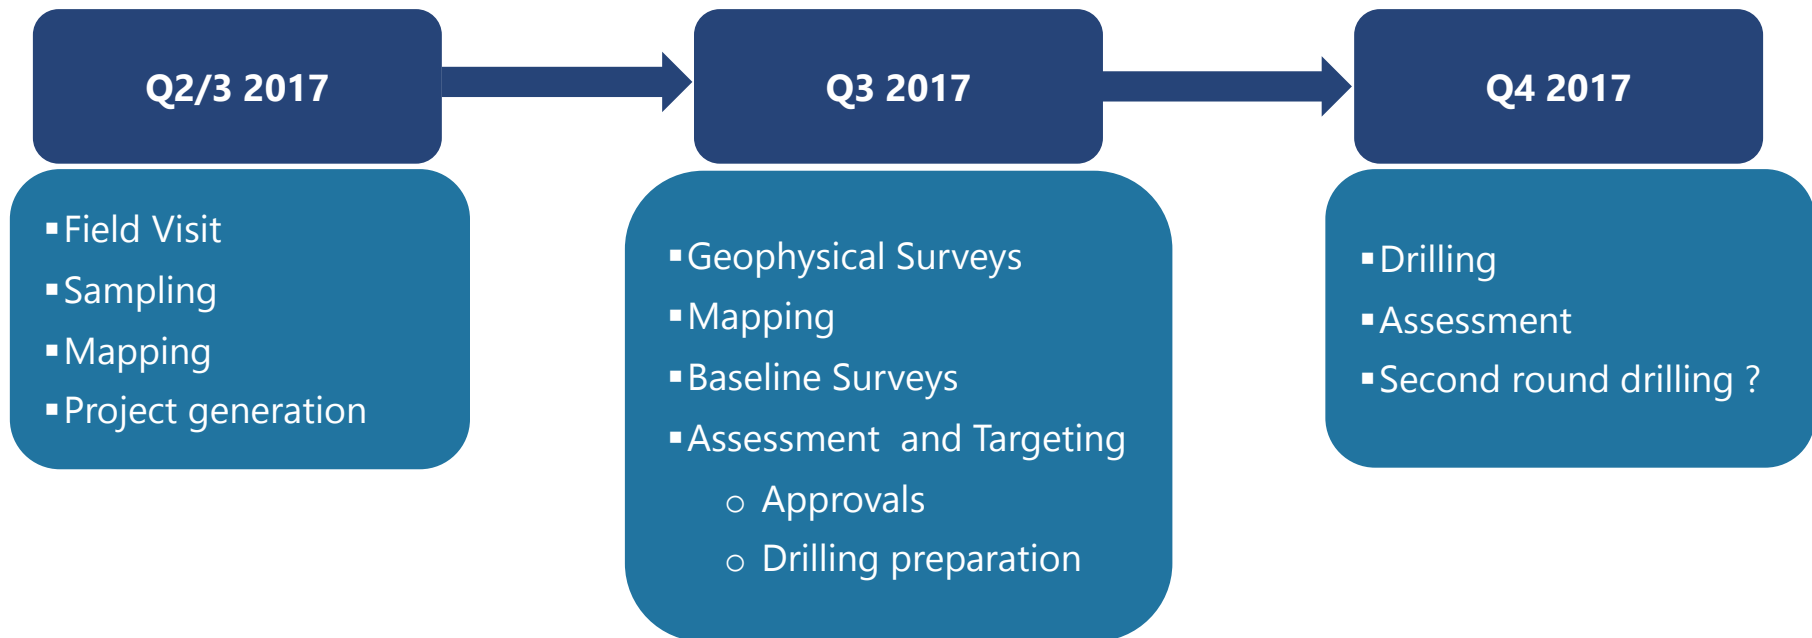 Q2/3 2017
▪Field Visit
▪Sampling
▪Mapping
▪Project generation
Q3 2017
▪Geophysical Surveys
▪Mapping
▪Baseline Surveys
▪Assessment  and Targeting
o Approvals
o Drilling preparation
Q4 2017
▪Drilling
▪Assessment
▪Second round drilling ?